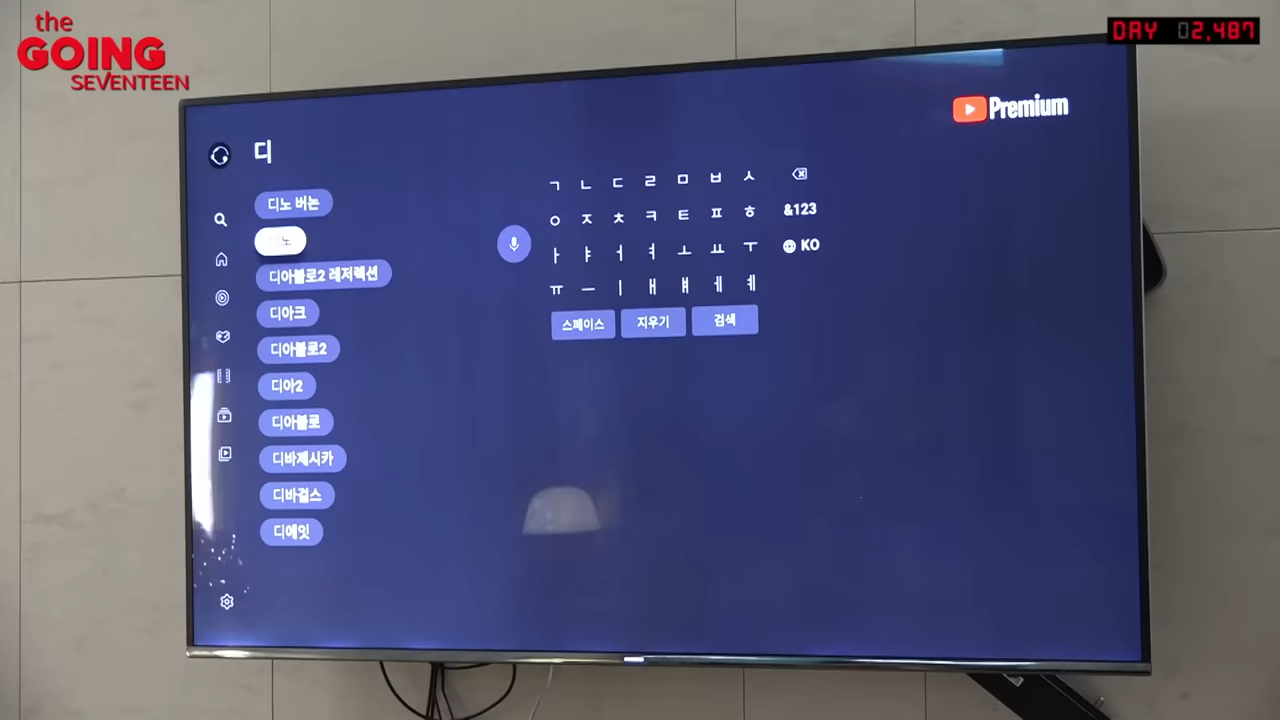 the
GOING
SEVENTEEN
DAY 02,487
Premium
디
디노 버논
디노
디아블로2 레저렉션
디아크
디아블로2
디아2
디아블로
디바제시카
디바걸스
디에잇
ㄱ ㄴ ㄷ ㄹ ㅁ ㅂ ㅅ
ㅇ ㅈ ㅊ ㅋ ㅌ ㅍ ㅎ &123
ㅏ ㅑ ㅓ ㅕ ㅗ ㅛ ㅜ KO
ㅠ ㅡ ㅣ ㅐ ㅒ ㅔ ㅖ
스페이스 지우기 검색